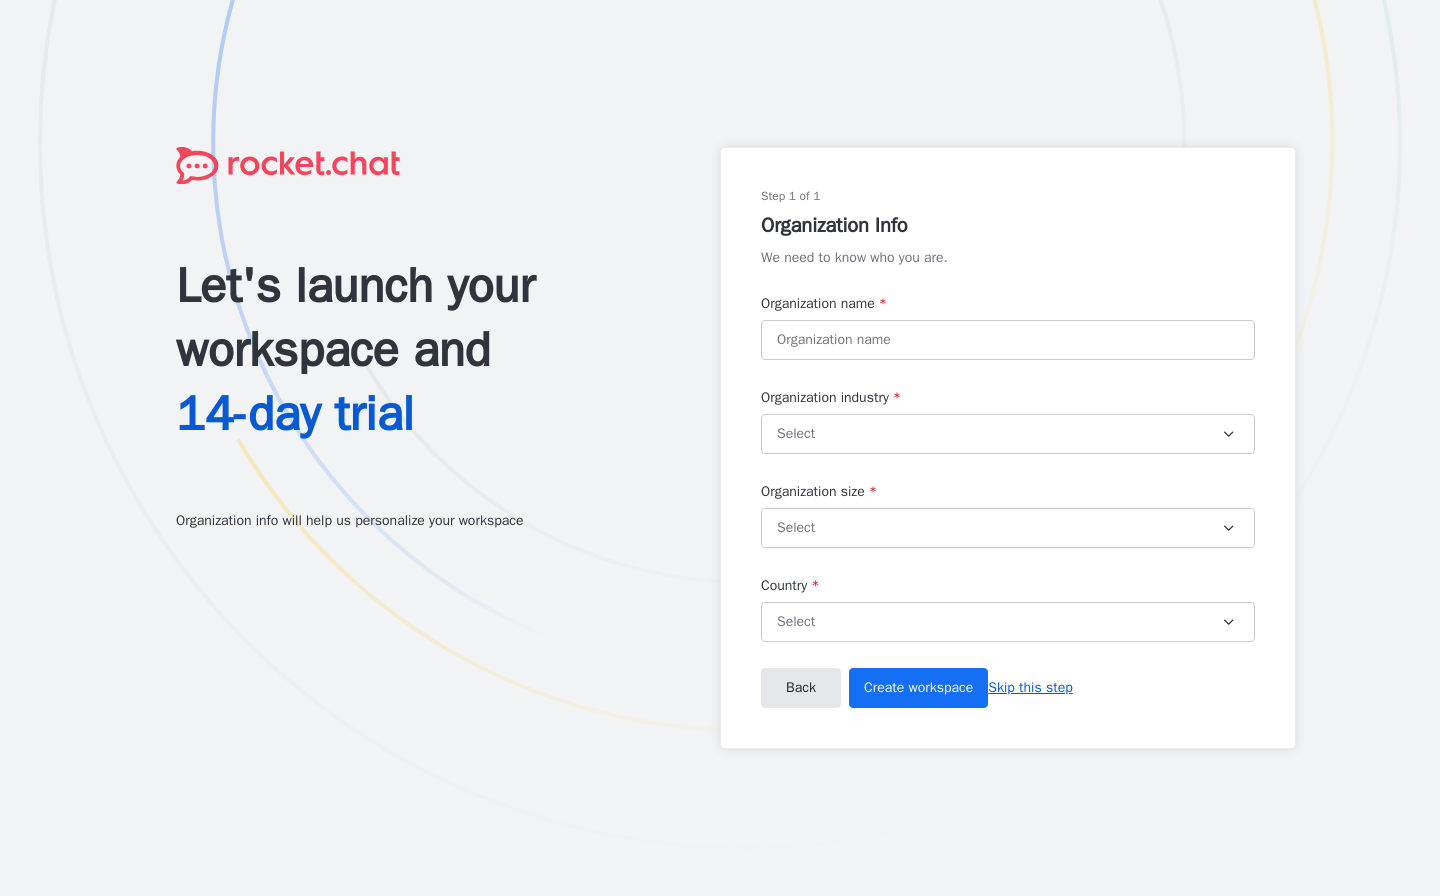 rocket.chat
Let's launch your
workspace and
14-day trial
Organization info will help us personalize your workspace
Step 1 of 1
Organization Info
We need to know who you are.
Organization name *
Organization name
Organization industry *
Select
Organization size *
Select
Country *
Select
Back Create workspace Skip this step